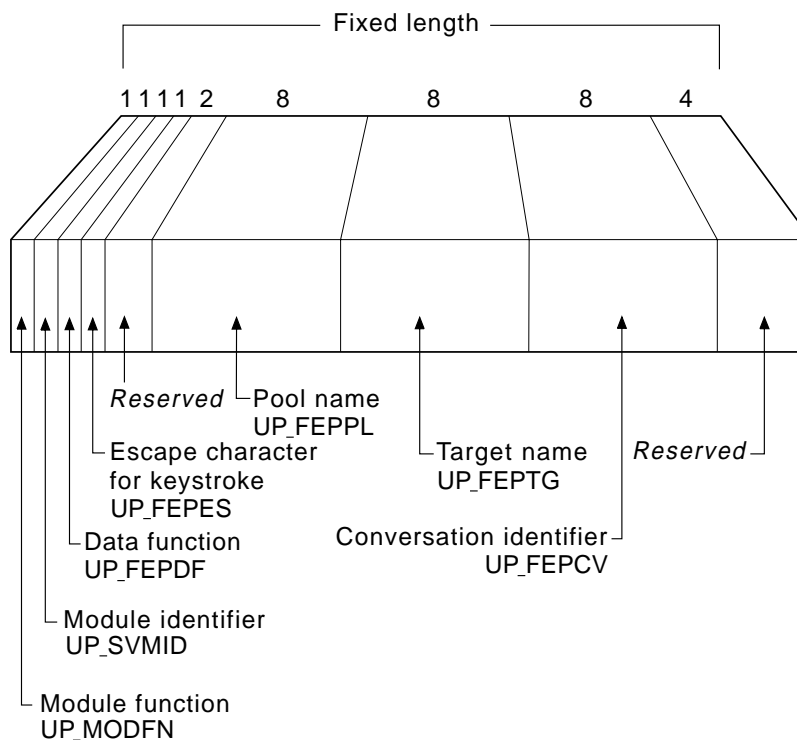 Fixed length
1 1 1 1 2 8 8 8 4
Reserved
Pool name
UP_FEPPL
Escape character
for keystroke
UP_FEPES
Target name
UP_FEPTG
Reserved
Data function
UP_FEPDF
Conversation identifier
UP_FEPCV
Module identifier
UP_SVMID
Module function
UP_MODFN